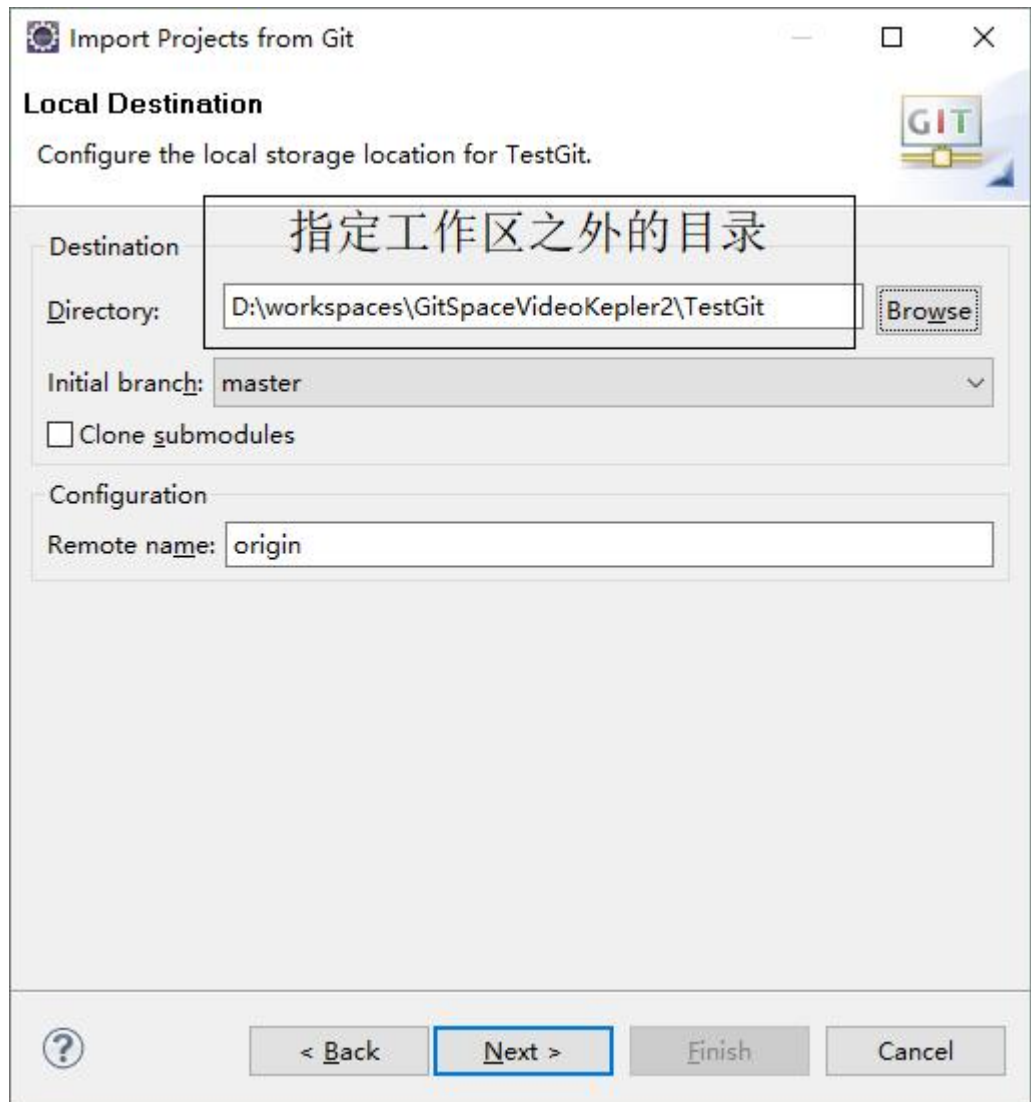 Import Projects from Git
Local Destination
GIT
Configure the local storage location for TestGit.
指定工作区之外的目录
Destination
Directory: D:\workspaces\GitSpaceVideoKepler2\TestGit Browse
Initial branch: master
Clone submodules
Configuration
Remote name: origin
?
< Back Next > Finish Cancel